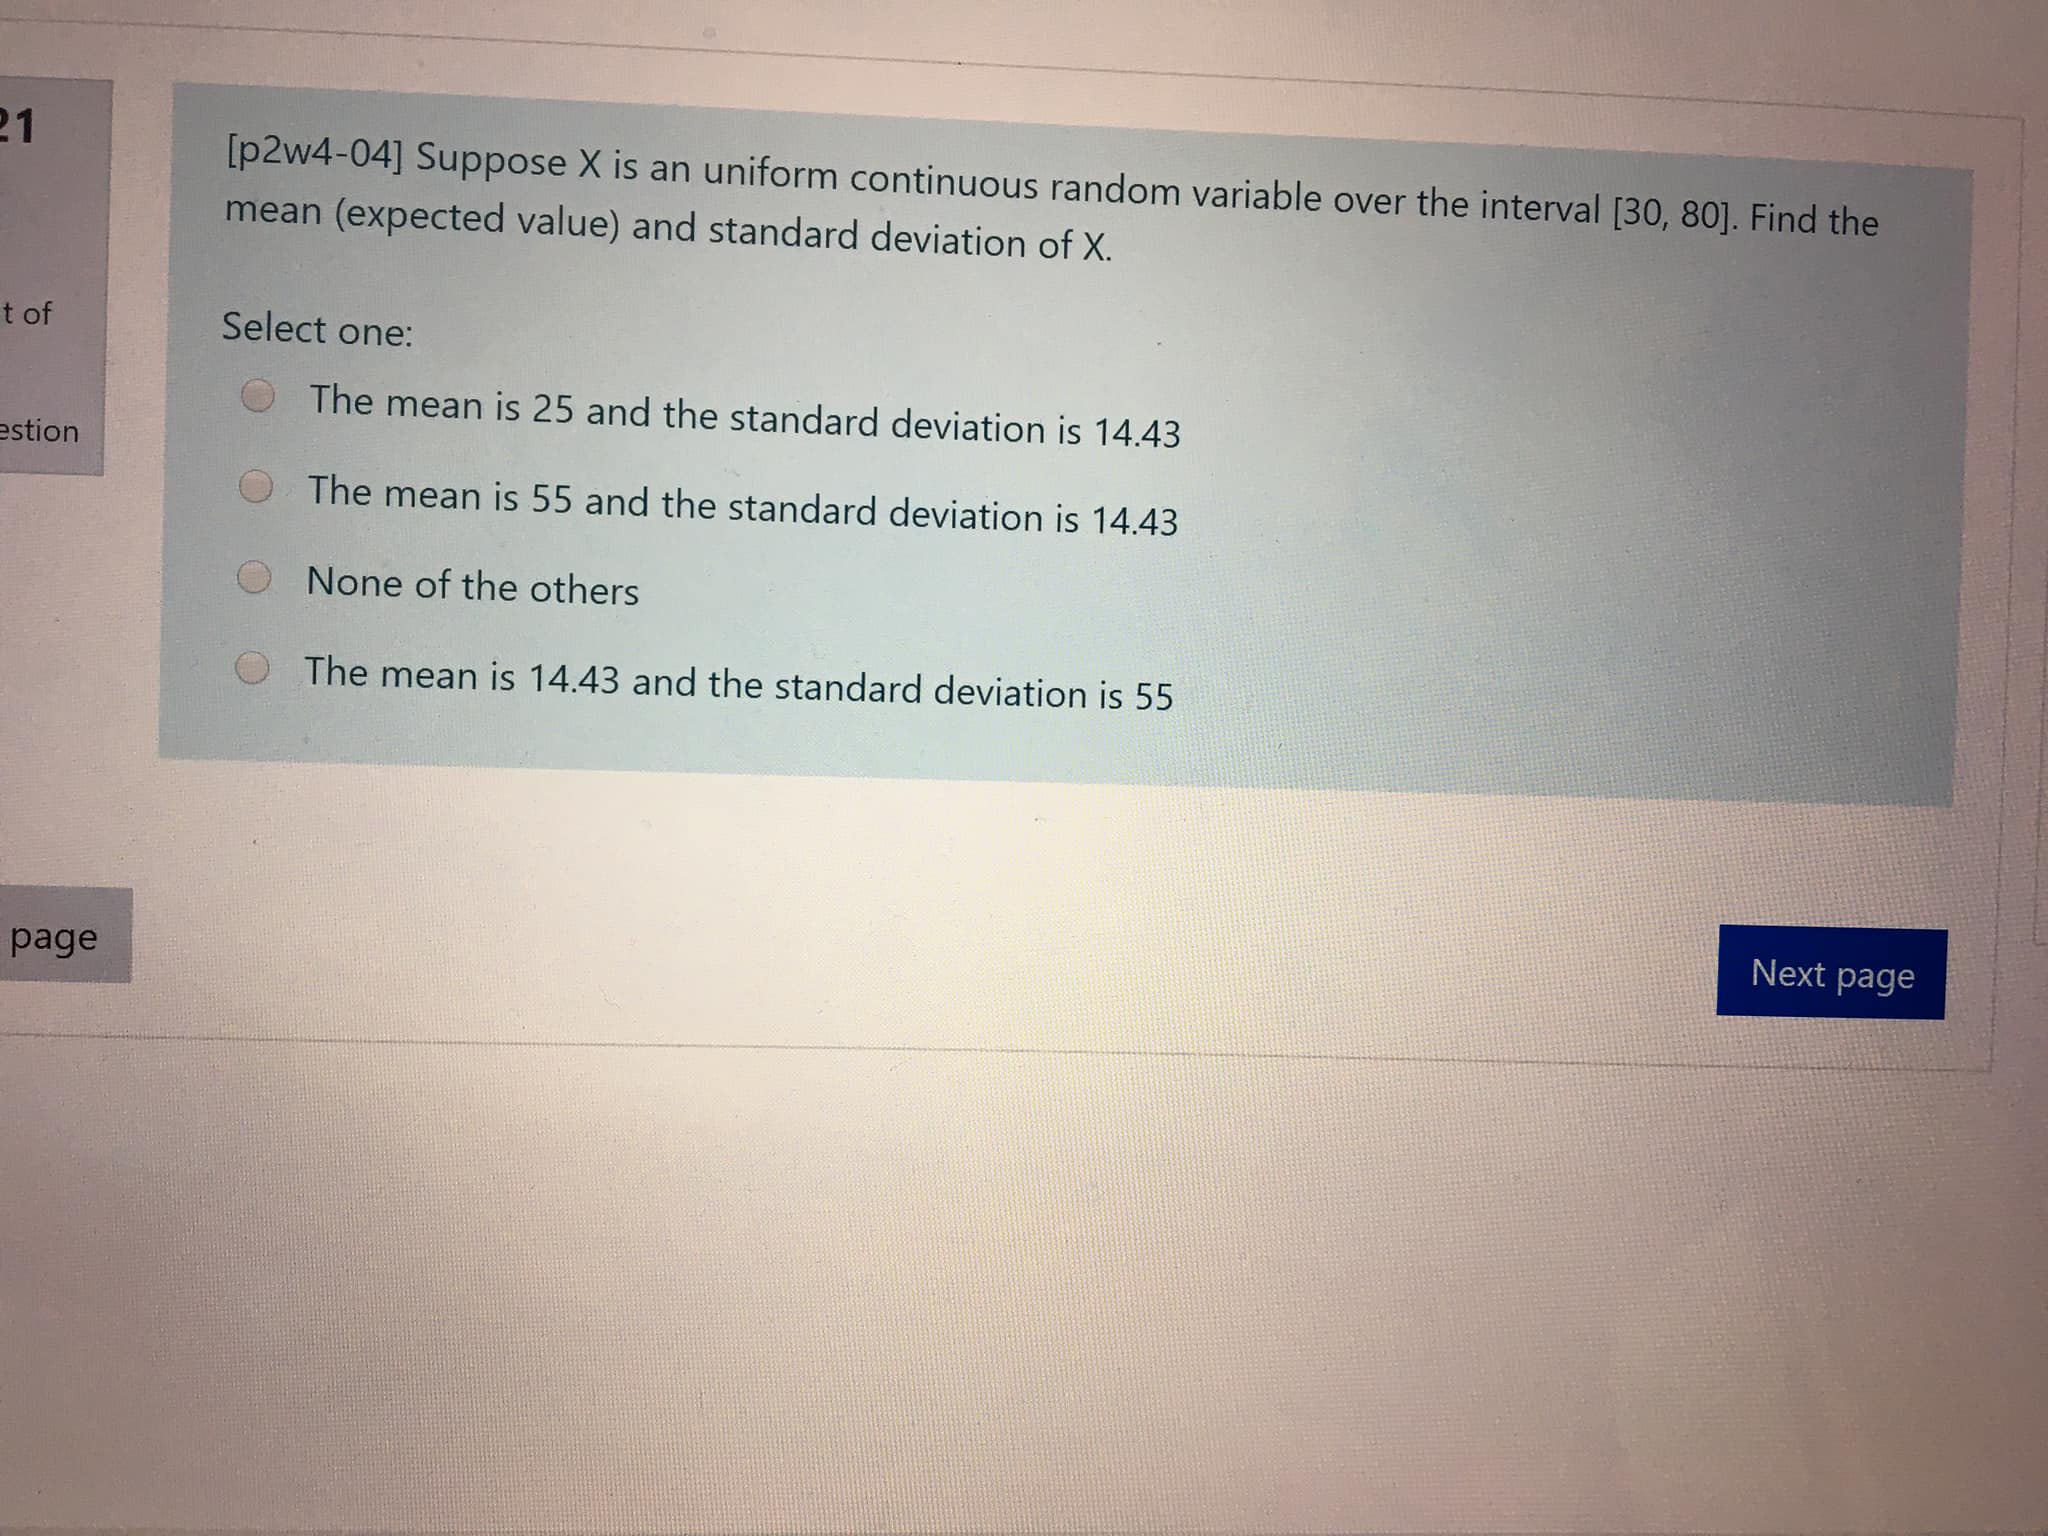 21
[p2w4-04] Suppose X is an uniform continuous random variable over the interval [30, 80]. Find the
mean (expected value) and standard deviation of X.
t of
Select one:
estion
The mean is 25 and the standard deviation is 14.43
The mean is 55 and the standard deviation is 14.43
None of the others
The mean is 14.43 and the standard deviation is 55
page
Next page